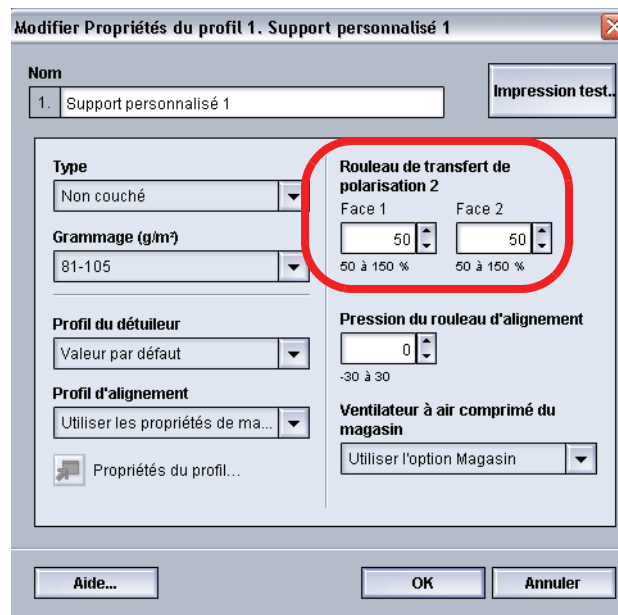 Modifier Propriétés du profil 1. Support personnalisé 1
Nom
1. Support personnalisé 1
Impression test..
Type
Non couché
Grammage (g/m²)
81-105
Profil du détuileur
Valeur par défaut
Profil d'alignement
Utiliser les propriétés de ma...
Propriétés du profil...
Rouleau de transfert de
polarisation 2
Face 1 Face 2
50 50
50 à 150 % 50 à 150 %
Pression du rouleau d'alignement
0
-30 à 30
Ventilateur à air comprimé du
magasin
Utiliser l'option Magasin
Aide... OK Annuler